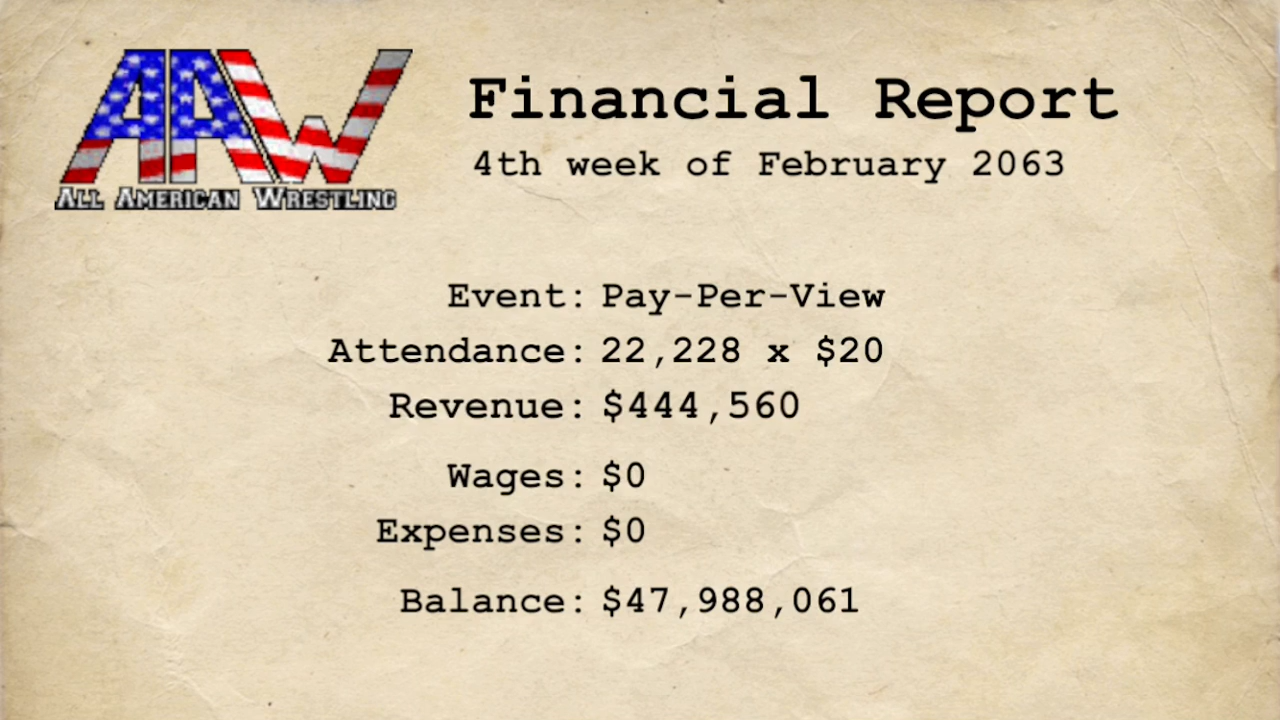 AAW
ALL AMERICAN WRESTLING
Financial Report
4th week of February 2063
Event: Pay-Per-View
Attendance: 22,228 x $20
Revenue: $444,560
Wages: $0
Expenses: $0
Balance: $47,988,061